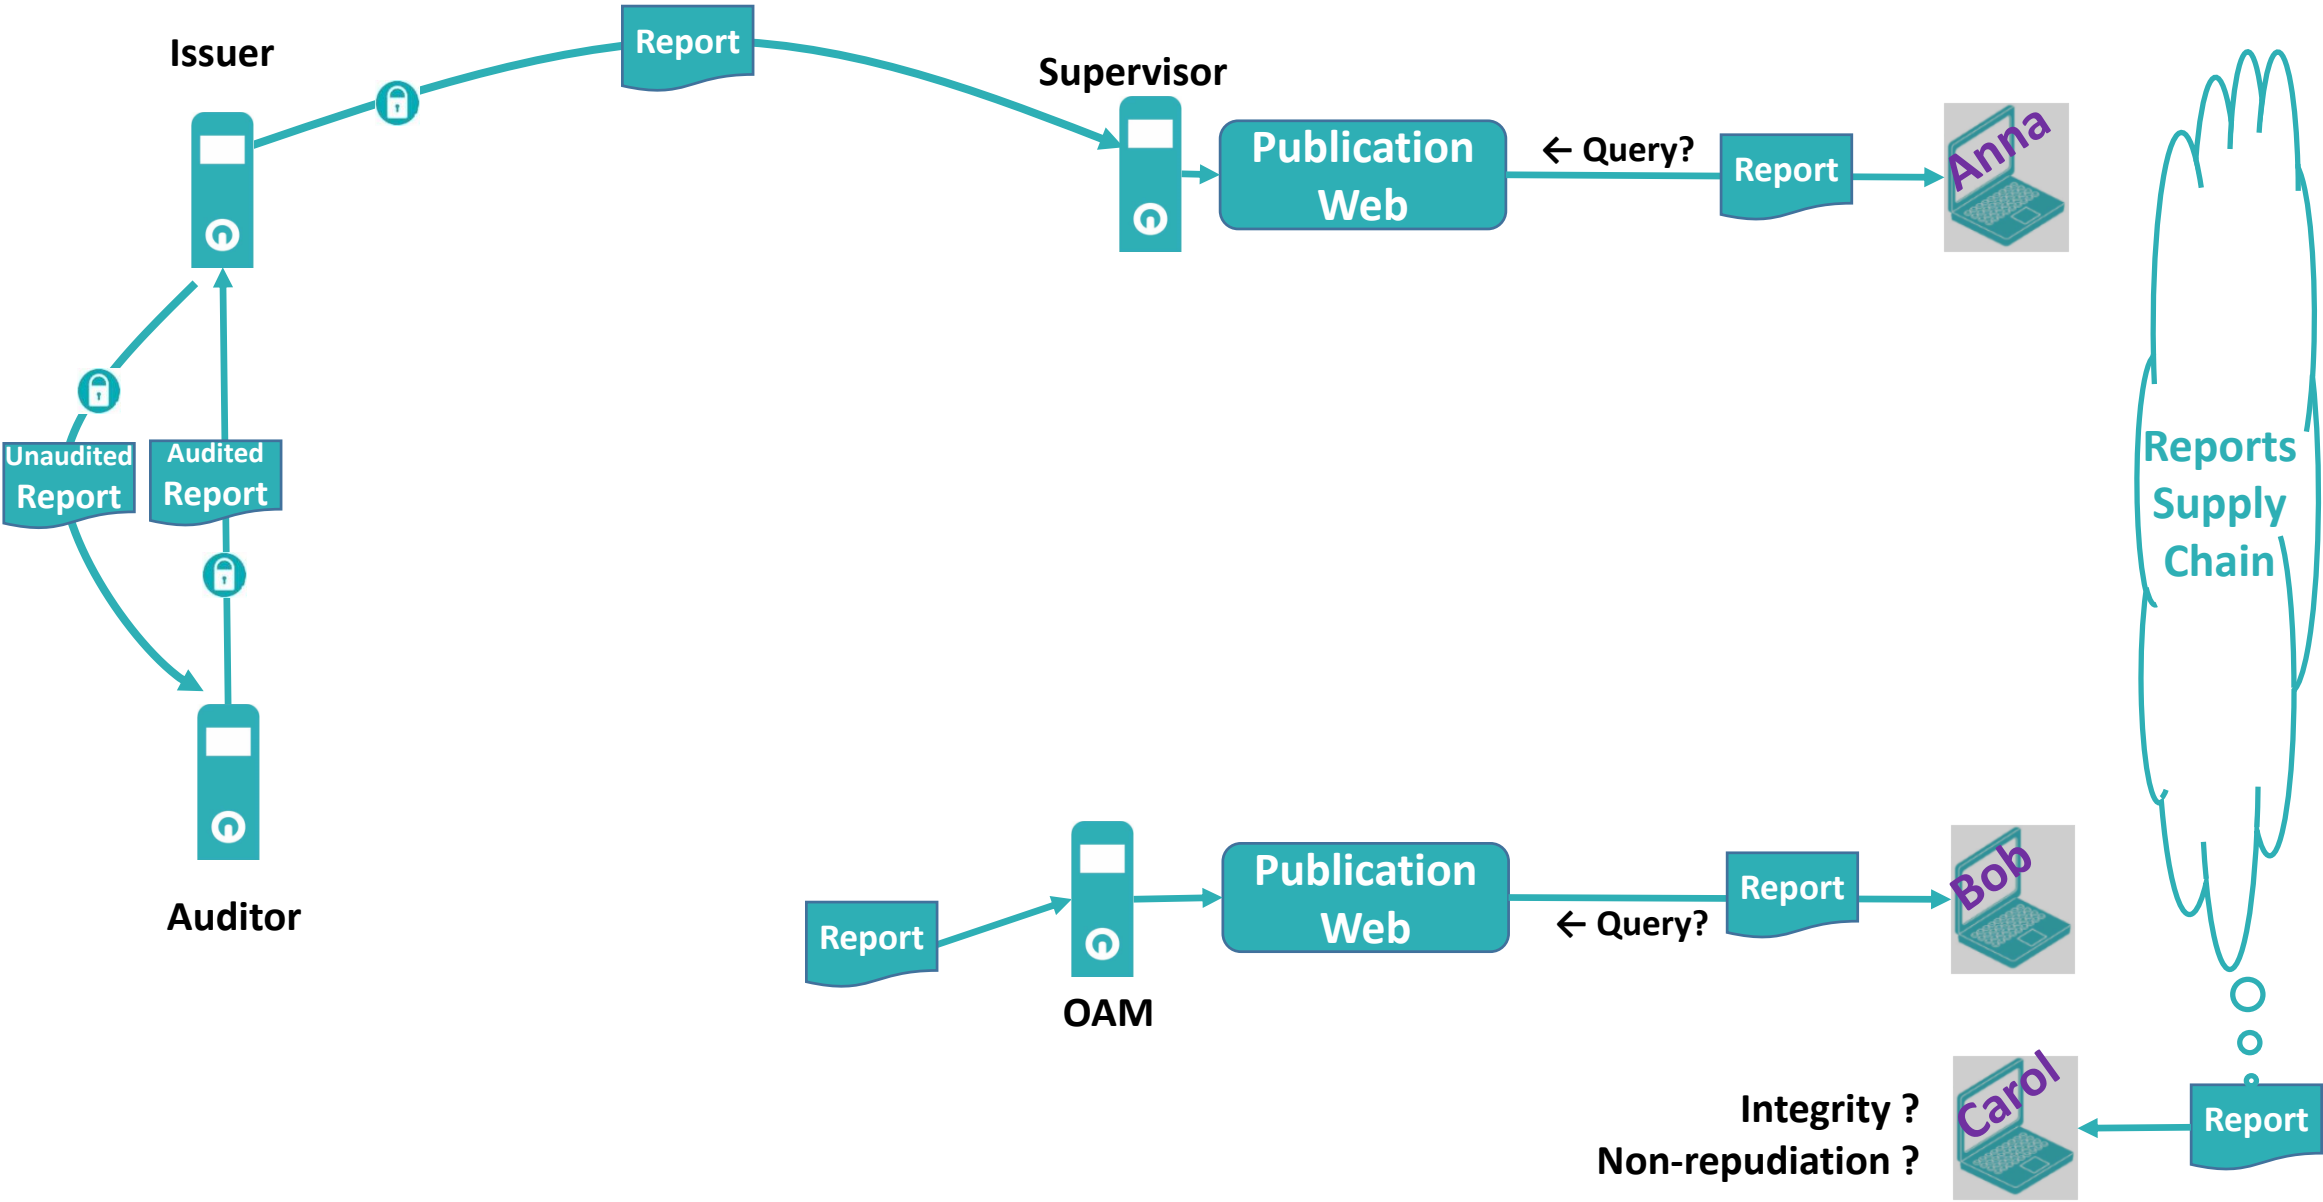 Issuer
Report
Supervisor
Publication
Web
← Query?
Report
Anna
Unaudited
Report
Audited
Report
Reports
Supply
Chain
Auditor
Report
OAM
Publication
Web
← Query?
Report
Bob
Integrity ?
Non-repudiation ?
Carol
Report